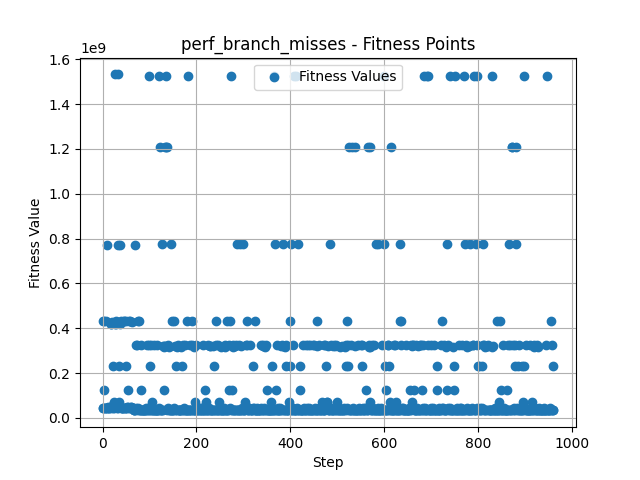 perf_branch_misses - Fitness Points
1e9
Fitness Values
1.6
1.4
1.2
1.0
0.8
0.6
0.4
0.2
0.0
Fitness Value
0 200 400 600 800 1000
Step